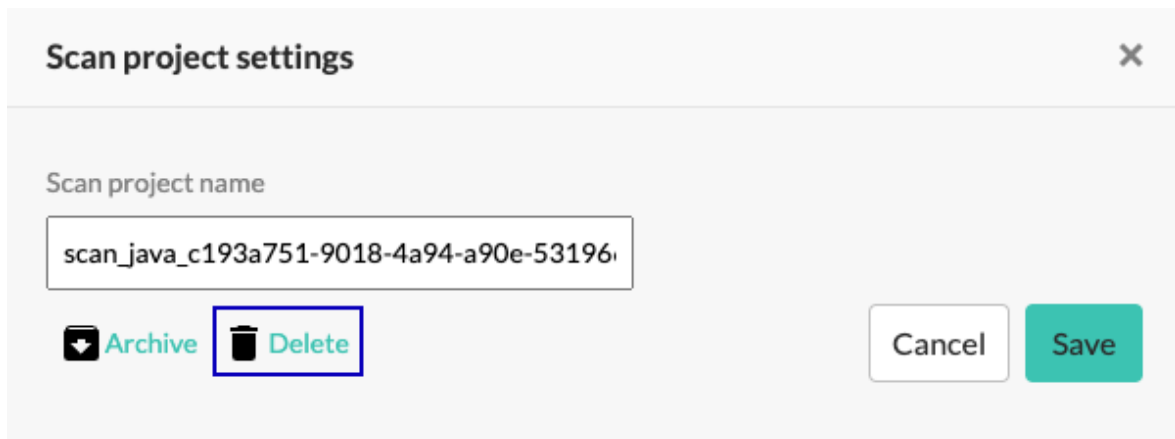 Scan project settings
Scan project name
scan_java_c193a751-9018-4a94-a90e-53196
Archive Delete Cancel Save